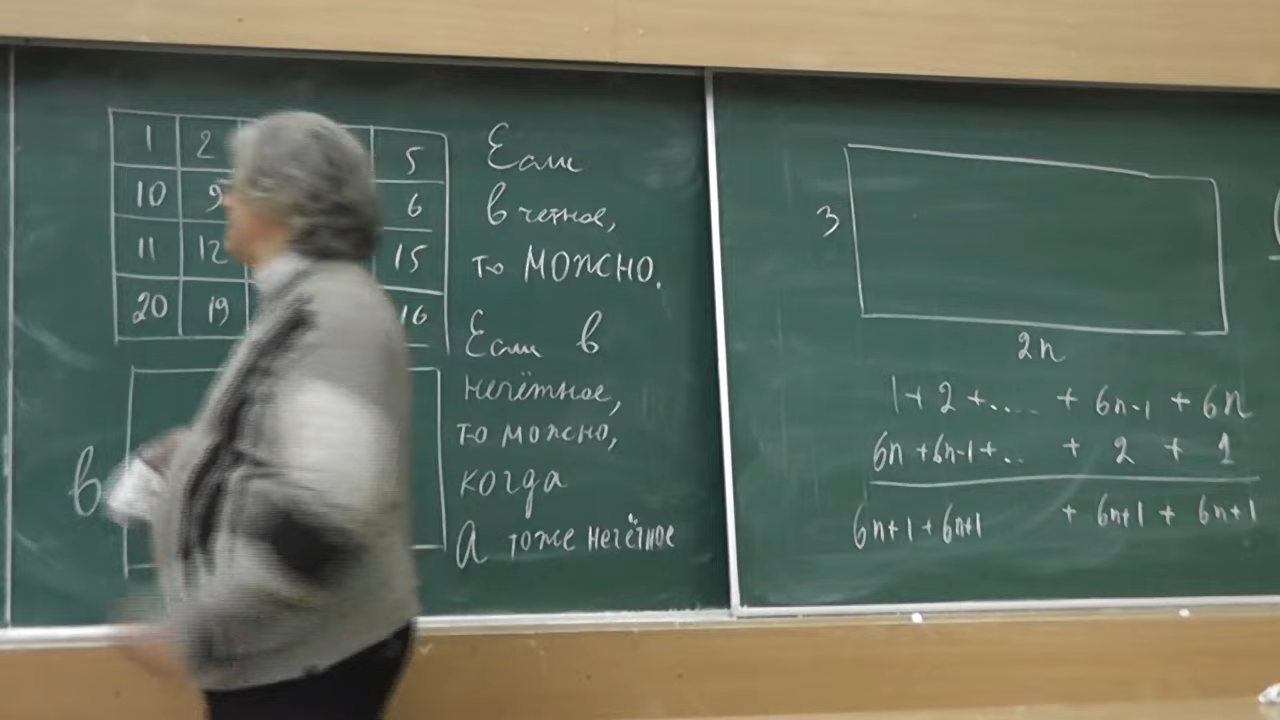 1 2 5
10 9 6
11 12 15
20 19 16
Если
в четное,
то можно.
Если в
нечётное,
то можно,
когда
а тоже нечётное
в
3
2n
1 + 2 + .... + 6n-1 + 6n
6n + 6n-1 + .. + 2 + 1
6n+1 + 6n+1 + 6n+1 + 6n+1